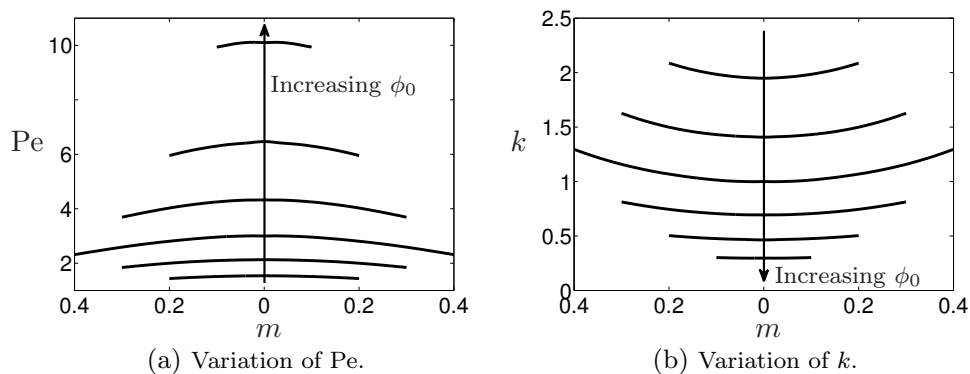 10
8
6
4
2
Pe
Increasing ϕ₀
0.4 0.2 0 0.2 0.4
m
(a) Variation of Pe.
2.5
2
1.5
1
0.5
0
k
Increasing ϕ₀
0.4 0.2 0 0.2 0.4
m
(b) Variation of k.